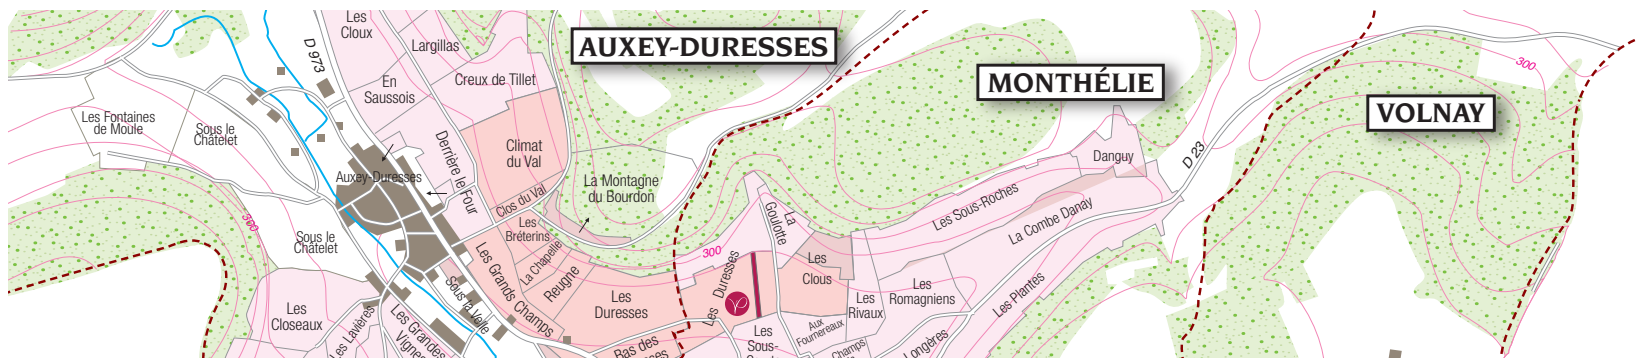 Les
Cloux
Largillas
AUXEY-DURESSES
D 973
En
Saussois
Creux de Tillet
MONTHÉLIE
300
VOLNAY
Les Fontaines
de Moule
Sous le
Châtelet
Derrière le Four
Climat
du Val
Danguy
D 23
Auxey-Duresses
La Montagne
du Bourdon
Clos du Val
La
Goulotte
Les Sous-Roches
La Combe Danay
300
Sous le
Châtelet
Les
Bréterins
La Chapelle
Reugne
Les Grands Champs
300
Les Duresses
Les
Clous
Les
Closeaux
Les Lavières
Les Grandes
Vignes
Sous la Velle
Les
Duresses
Bas des
Les
Sous-
Aux
Fournereaux
Champs
Les
Rivaux
Les
Romagniens
Les Plantes
Longères